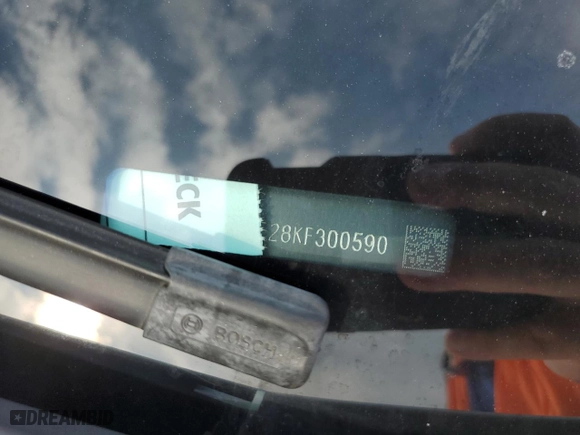 ECK
28KF300590
BOSCH
DREAMBID